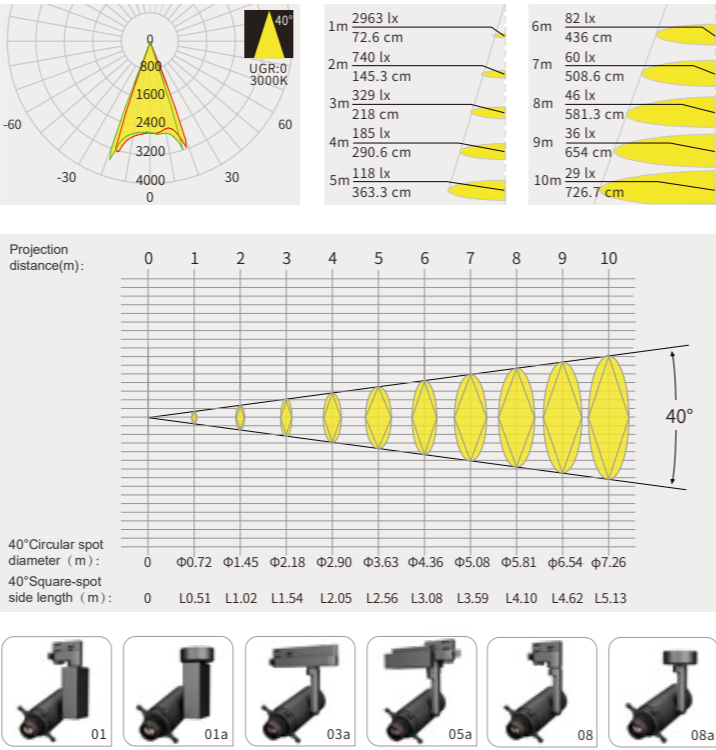 0
800
1600
2400
3200
4000
0
-60
-30
30
60
40°
UGR:0
3000K
1m 2963 lx
72.6 cm
2m 740 lx
145.3 cm
3m 329 lx
218 cm
4m 185 lx
290.6 cm
5m 118 lx
363.3 cm
6m 82 lx
436 cm
7m 60 lx
508.6 cm
8m 46 lx
581.3 cm
9m 36 lx
654 cm
10m 29 lx
726.7 cm
Projection
distance(m): 0 1 2 3 4 5 6 7 8 9 10
40°
40°Circular spot
diameter（m）: 0 Φ0.72 Φ1.45 Φ2.18 Φ2.90 Φ3.63 Φ4.36 Φ5.08 Φ5.81 φ6.54 φ7.26
40°Square-spot
side length（m）: 0 L0.51 L1.02 L1.54 L2.05 L2.56 L3.08 L3.59 L4.10 L4.62 L5.13
01 01a 03a 05a 08 08a